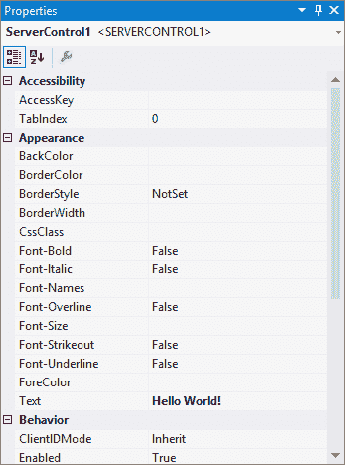 Properties
ServerControl1 <SERVERCONTROL1>
Accessibility
AccessKey
TabIndex 0
Appearance
BackColor
BorderColor
BorderStyle NotSet
BorderWidth
CssClass
Font-Bold False
Font-Italic False
Font-Names
Font-Overline False
Font-Size
Font-Strikeout False
Font-Underline False
ForeColor
Text Hello World!
Behavior
ClientIDMode Inherit
Enabled True